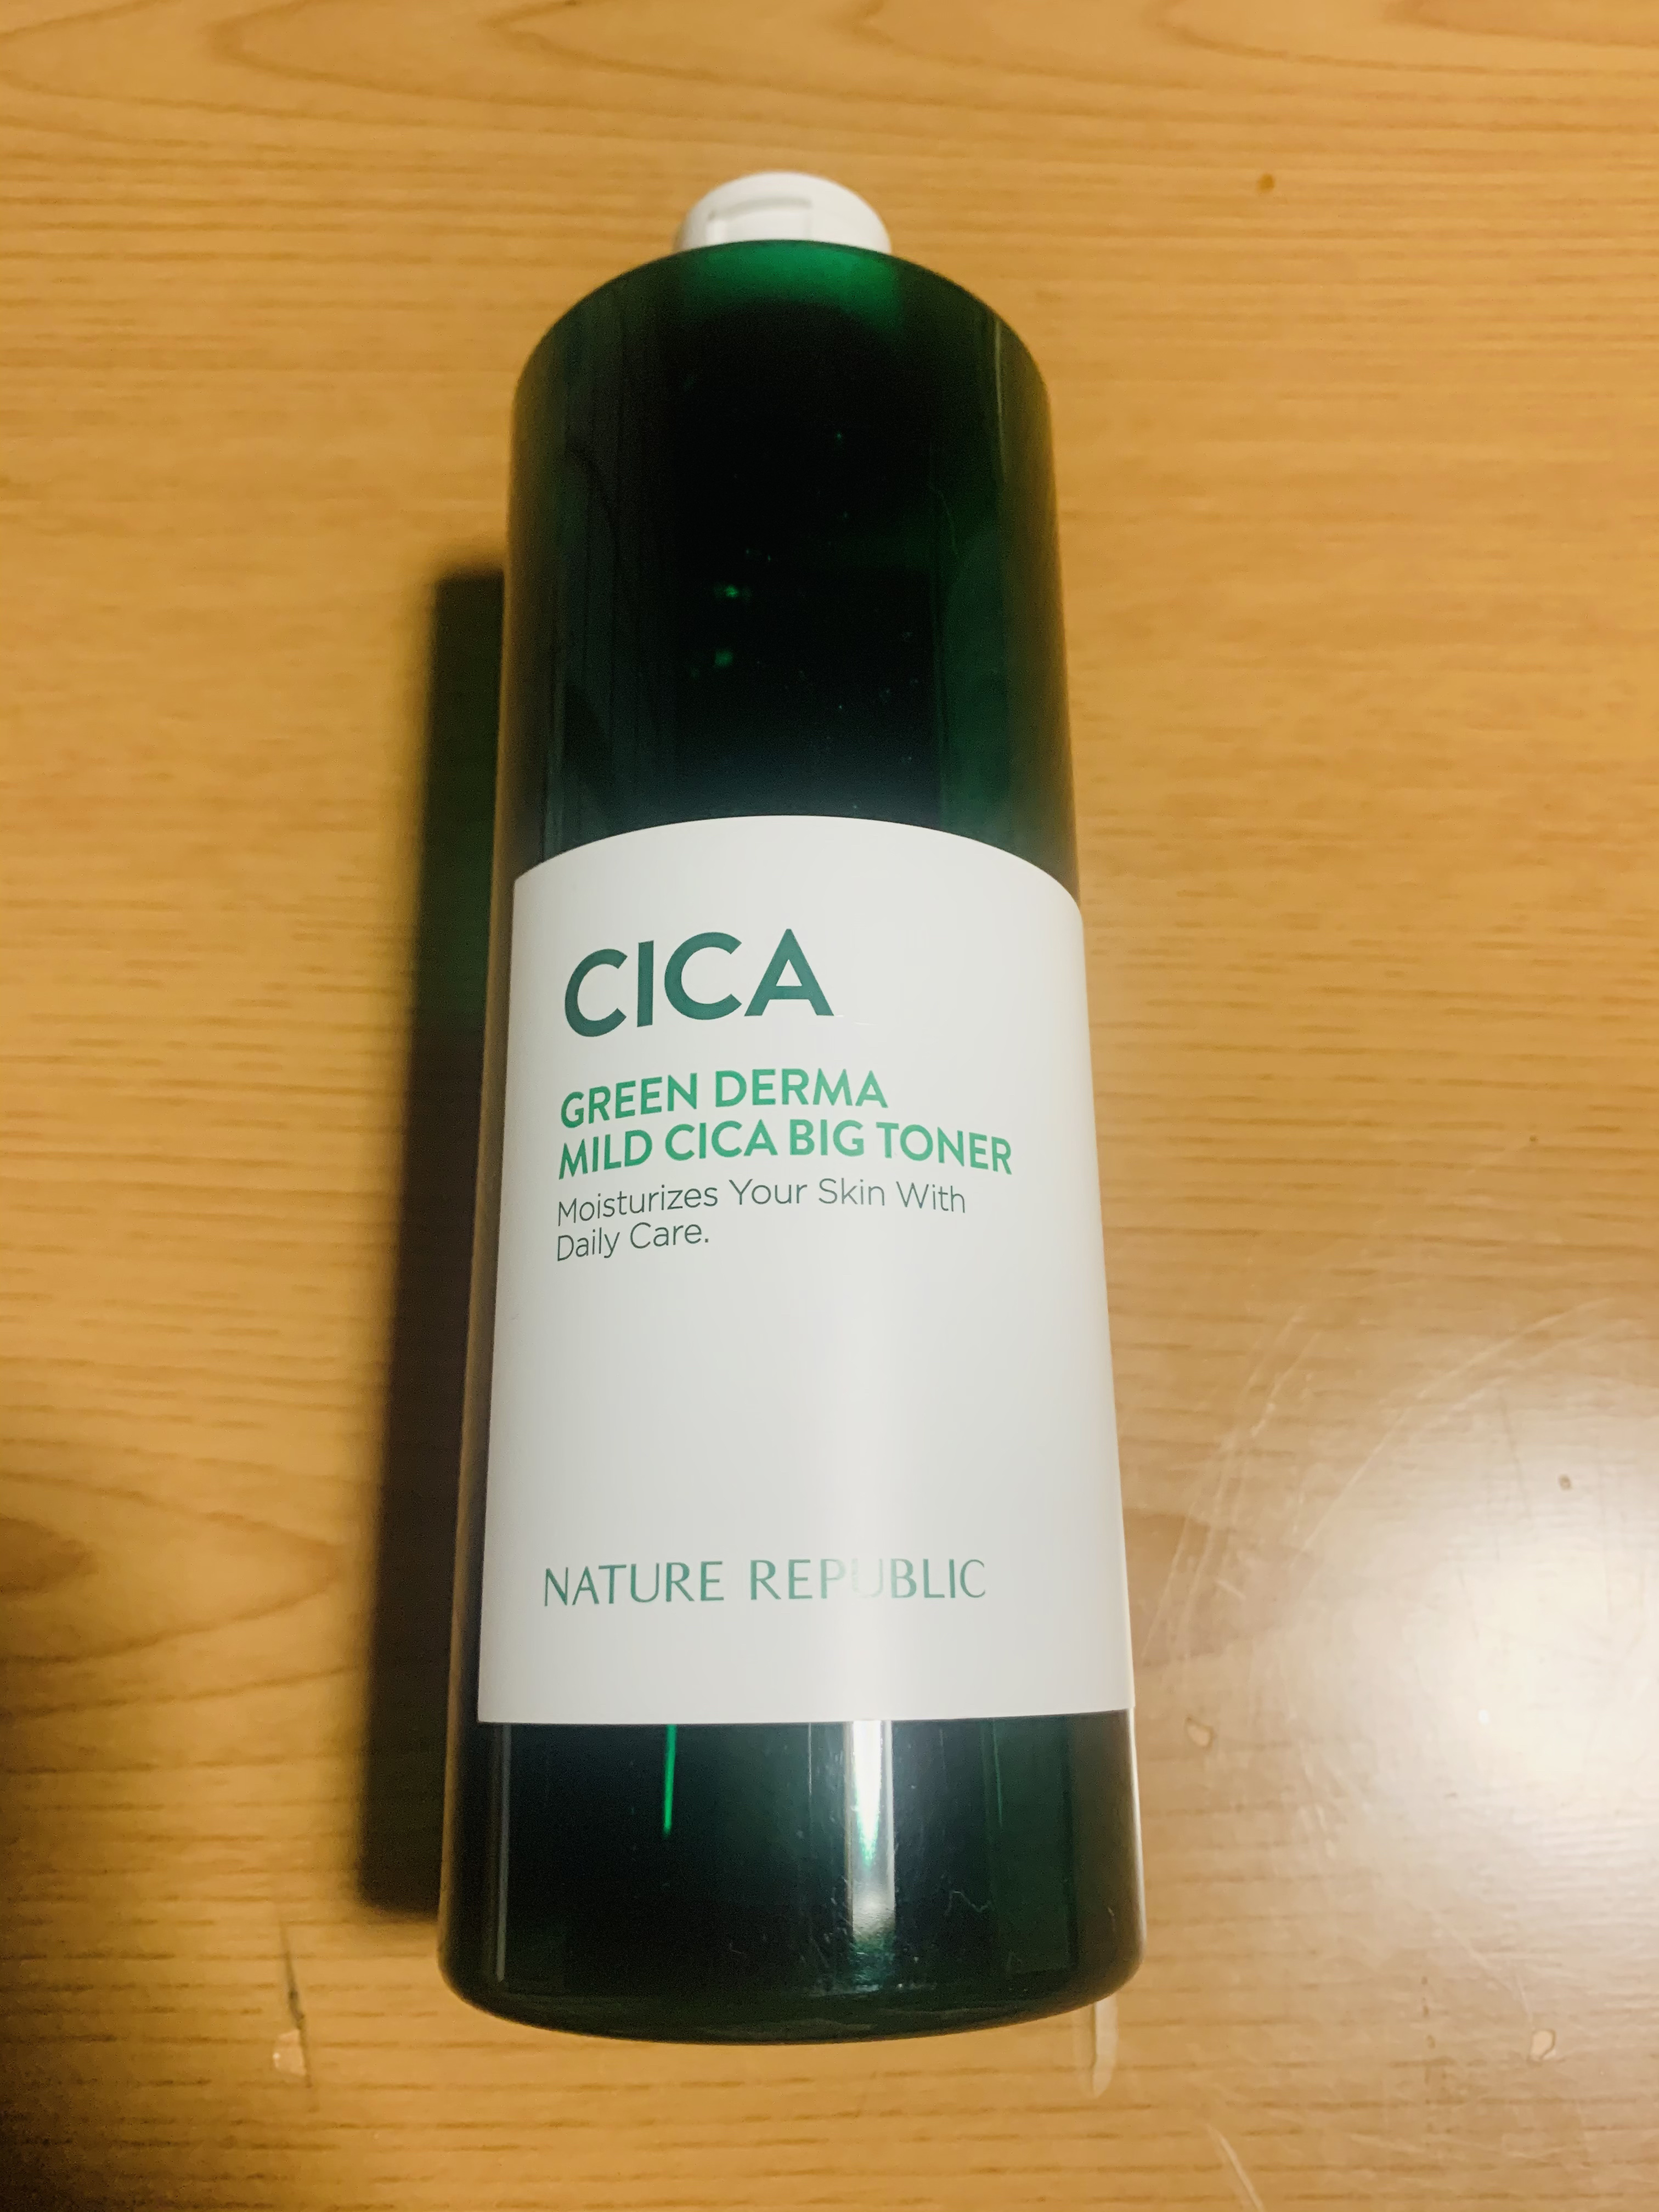 CICA
GREEN DERMA
MILD CICA BIG TONER
Moisturizes Your Skin With
Daily Care.
NATURE REPUBLIC